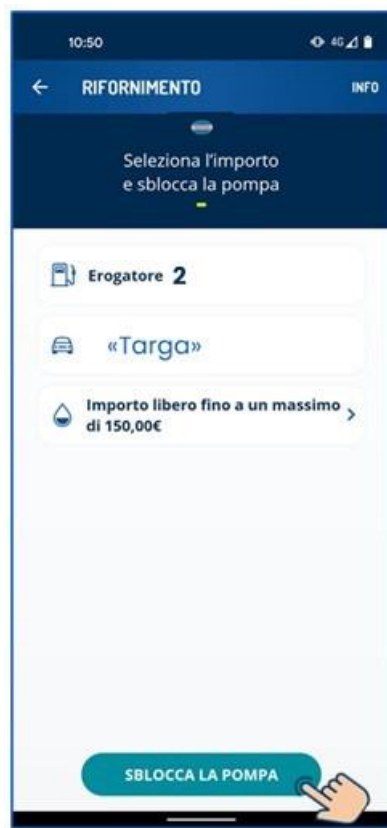 10:50
4G
RIFORNIMENTO
INFO
Seleziona l'importo
e sblocca la pompa
Erogatore 2
«Targa»
Importo libero fino a un massimo
di 150,00€
SBLOCCA LA POMPA